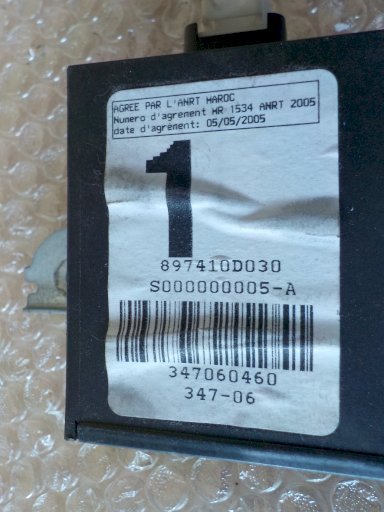 AGREE PAR L'ANRT MAROC
Numero d'agrement MR 1534 ANRT 2005
date d'agrément: 05/05/2005
1
897410D030
S000000005-A
347060460
347-06